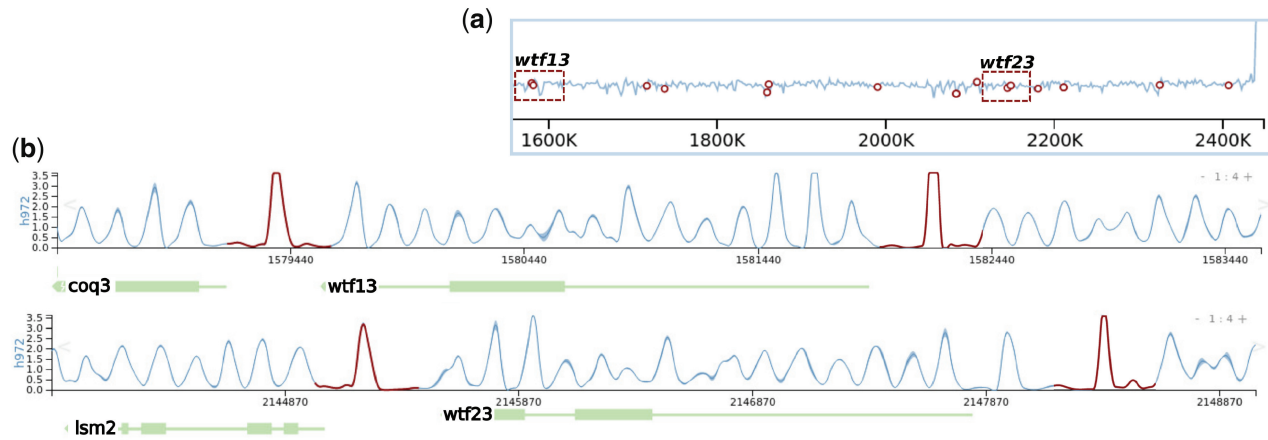 (a)
wtf13
wtf23
1600K 1800K 2000K 2200K 2400K
(b)
3.5
3.0
2.5
2.0
1.5
1.0
0.5
0.0
h972
- 1 : 4 +
1579440 1580440 1581440 1582440 1583440
coq3 wtf13
3.5
3.0
2.5
2.0
1.5
1.0
0.5
0.0
h972
- 1 : 4 +
2144870 2145870 2146870 2147870 2148870
wtf23
lsm2